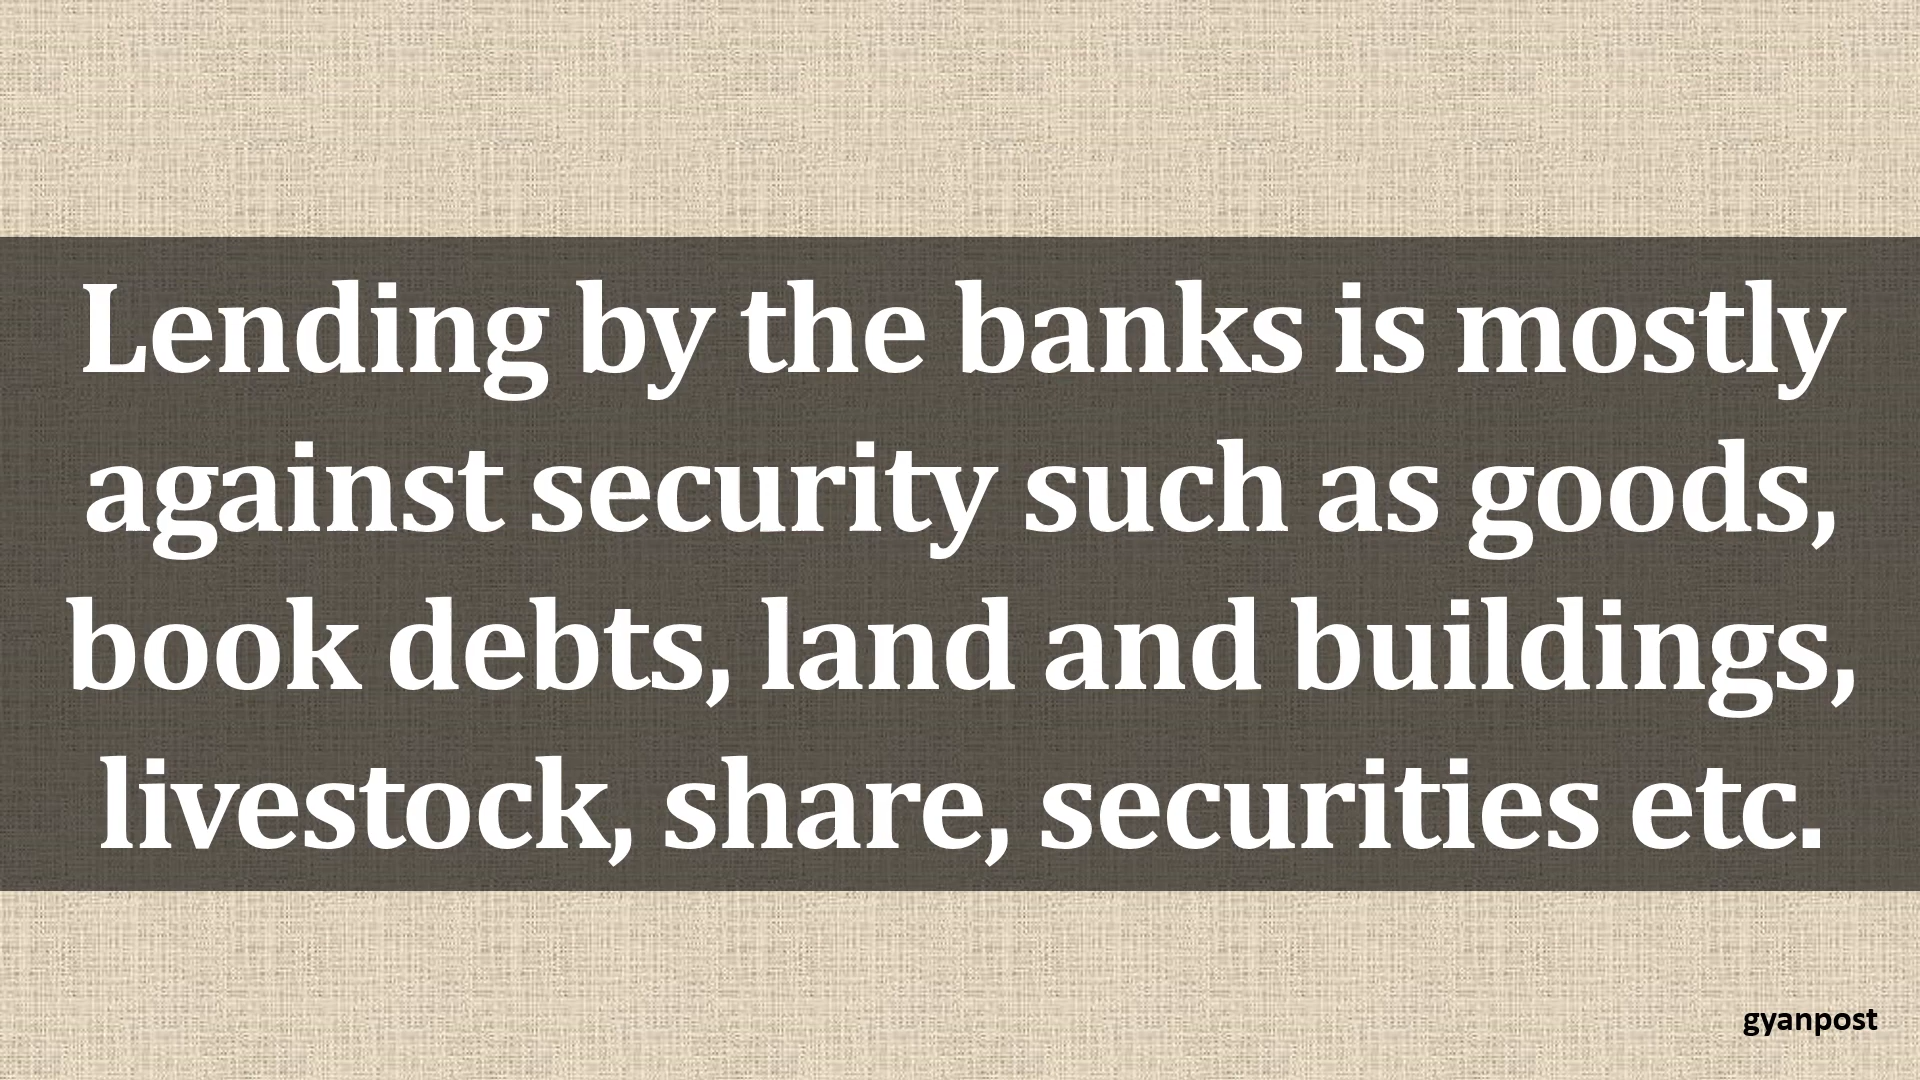 Lending by the banks is mostly
against security such as goods,
book debts, land and buildings,
livestock, share, securities etc.
gyanpost